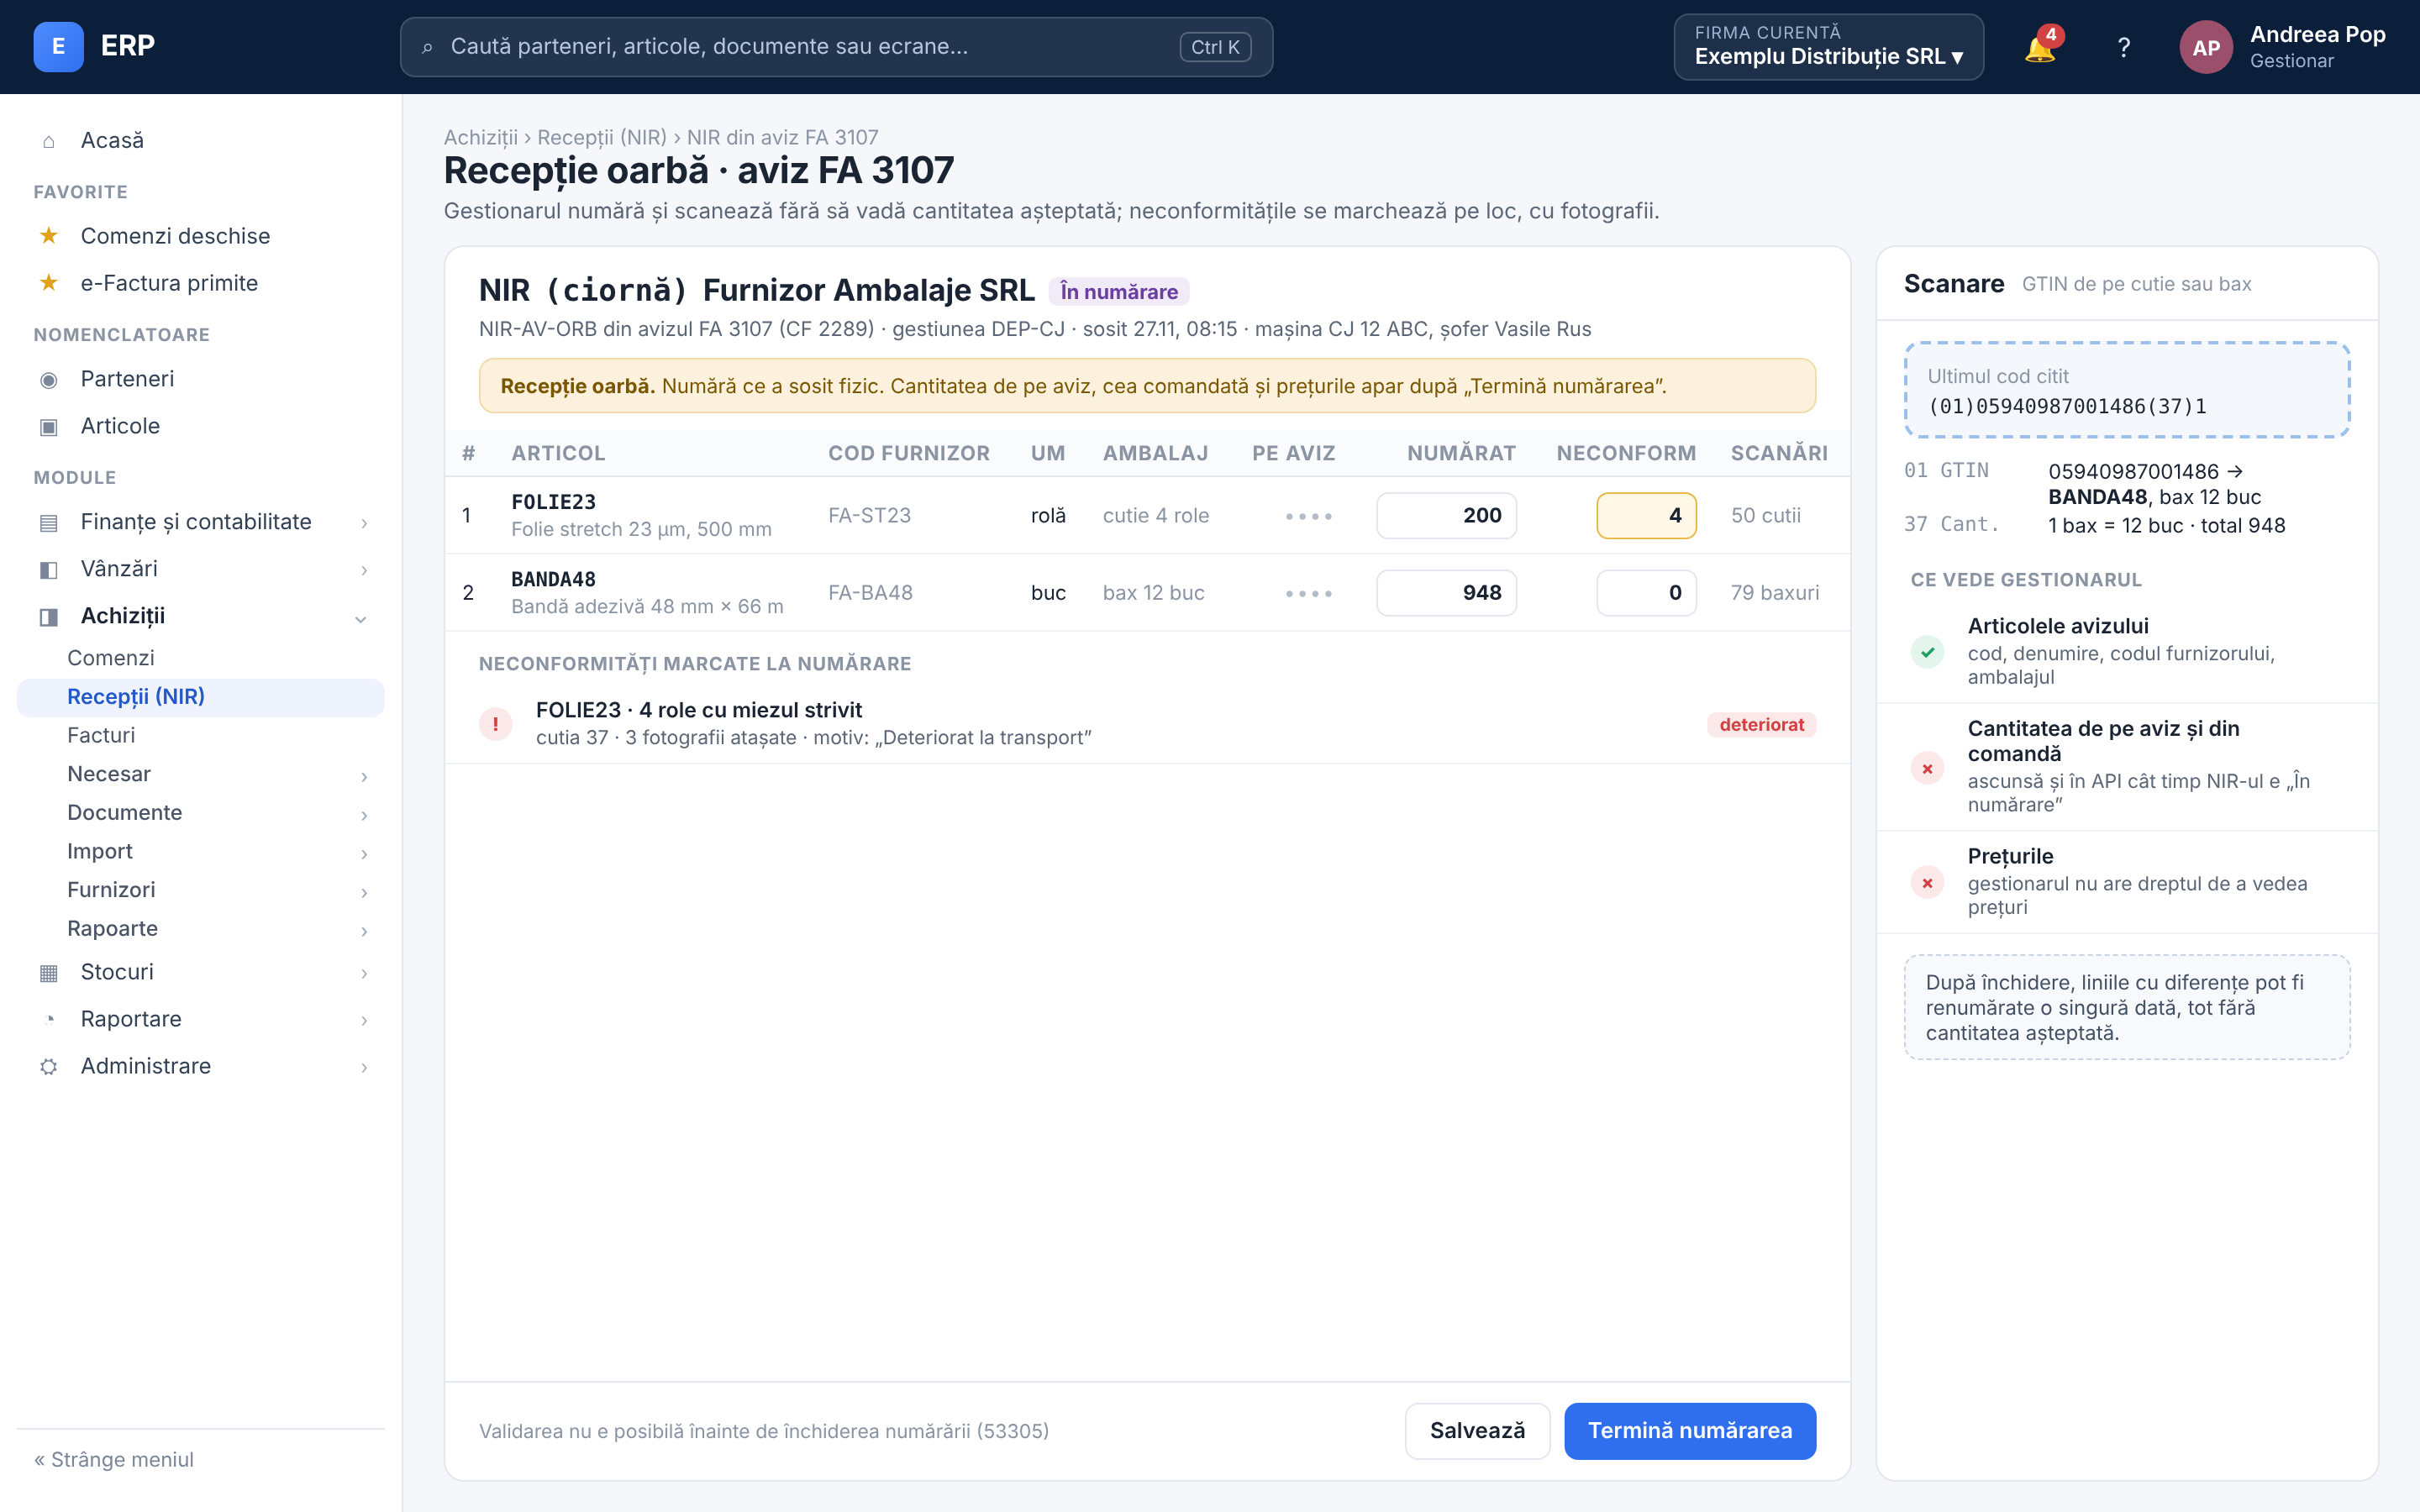 E ERP
Caută parteneri, articole, documente sau ecrane... Ctrl K
FIRMA CURENTĂ
Exemplu Distribuție SRL ▾
4
?
AP
Andreea Pop
Gestionar
Acasă
FAVORITE
★ Comenzi deschise
★ e-Factura primite
NOMENCLATOARE
Parteneri
Articole
MODULE
Finanțe și contabilitate ›
Vânzări ›
Achiziții
Comenzi
Recepții (NIR)
Facturi
Necesar ›
Documente ›
Import ›
Furnizori ›
Rapoarte ›
Stocuri ›
Raportare ›
Administrare ›
« Strânge meniul
Achiziții › Recepții (NIR) › NIR din aviz FA 3107
Recepție oarbă · aviz FA 3107
Gestionarul numără și scanează fără să vadă cantitatea așteptată; neconformitățile se marchează pe loc, cu fotografii.
NIR (ciornă) Furnizor Ambalaje SRL În numărare
NIR-AV-ORB din avizul FA 3107 (CF 2289) · gestiunea DEP-CJ · sosit 27.11, 08:15 · mașina CJ 12 ABC, șofer Vasile Rus
Recepție oarbă. Numără ce a sosit fizic. Cantitatea de pe aviz, cea comandată și prețurile apar după „Termină numărarea”.
# ARTICOL COD FURNIZOR UM AMBALAJ PE AVIZ NUMĂRAT NECONFORM SCANĂRI
1 FOLIE23 FA-ST23 rolă cutie 4 role •••• 200 4 50 cutii
Folie stretch 23 µm, 500 mm
2 BANDA48 FA-BA48 buc bax 12 buc •••• 948 0 79 baxuri
Bandă adezivă 48 mm × 66 m
NECONFORMITĂȚI MARCATE LA NUMĂRARE
! FOLIE23 · 4 role cu miezul strivit deteriorat
cutia 37 · 3 fotografii atașate · motiv: „Deteriorat la transport”
Validarea nu e posibilă înainte de închiderea numărării (53305)
Salvează
Termină numărarea
Scanare GTIN de pe cutie sau bax
Ultimul cod citit
(01)05940987001486(37)1
01 GTIN 05940987001486 →
BANDA48, bax 12 buc
37 Cant. 1 bax = 12 buc · total 948
CE VEDE GESTIONARUL
Articolele avizului
cod, denumire, codul furnizorului,
ambalajul
Cantitatea de pe aviz și din
comandă
ascunsă și în API cât timp NIR-ul e „În
numărare”
Prețurile
gestionarul nu are dreptul de a vedea
prețuri
După închidere, liniile cu diferențe pot fi
renumărate o singură dată, tot fără
cantitatea așteptată.